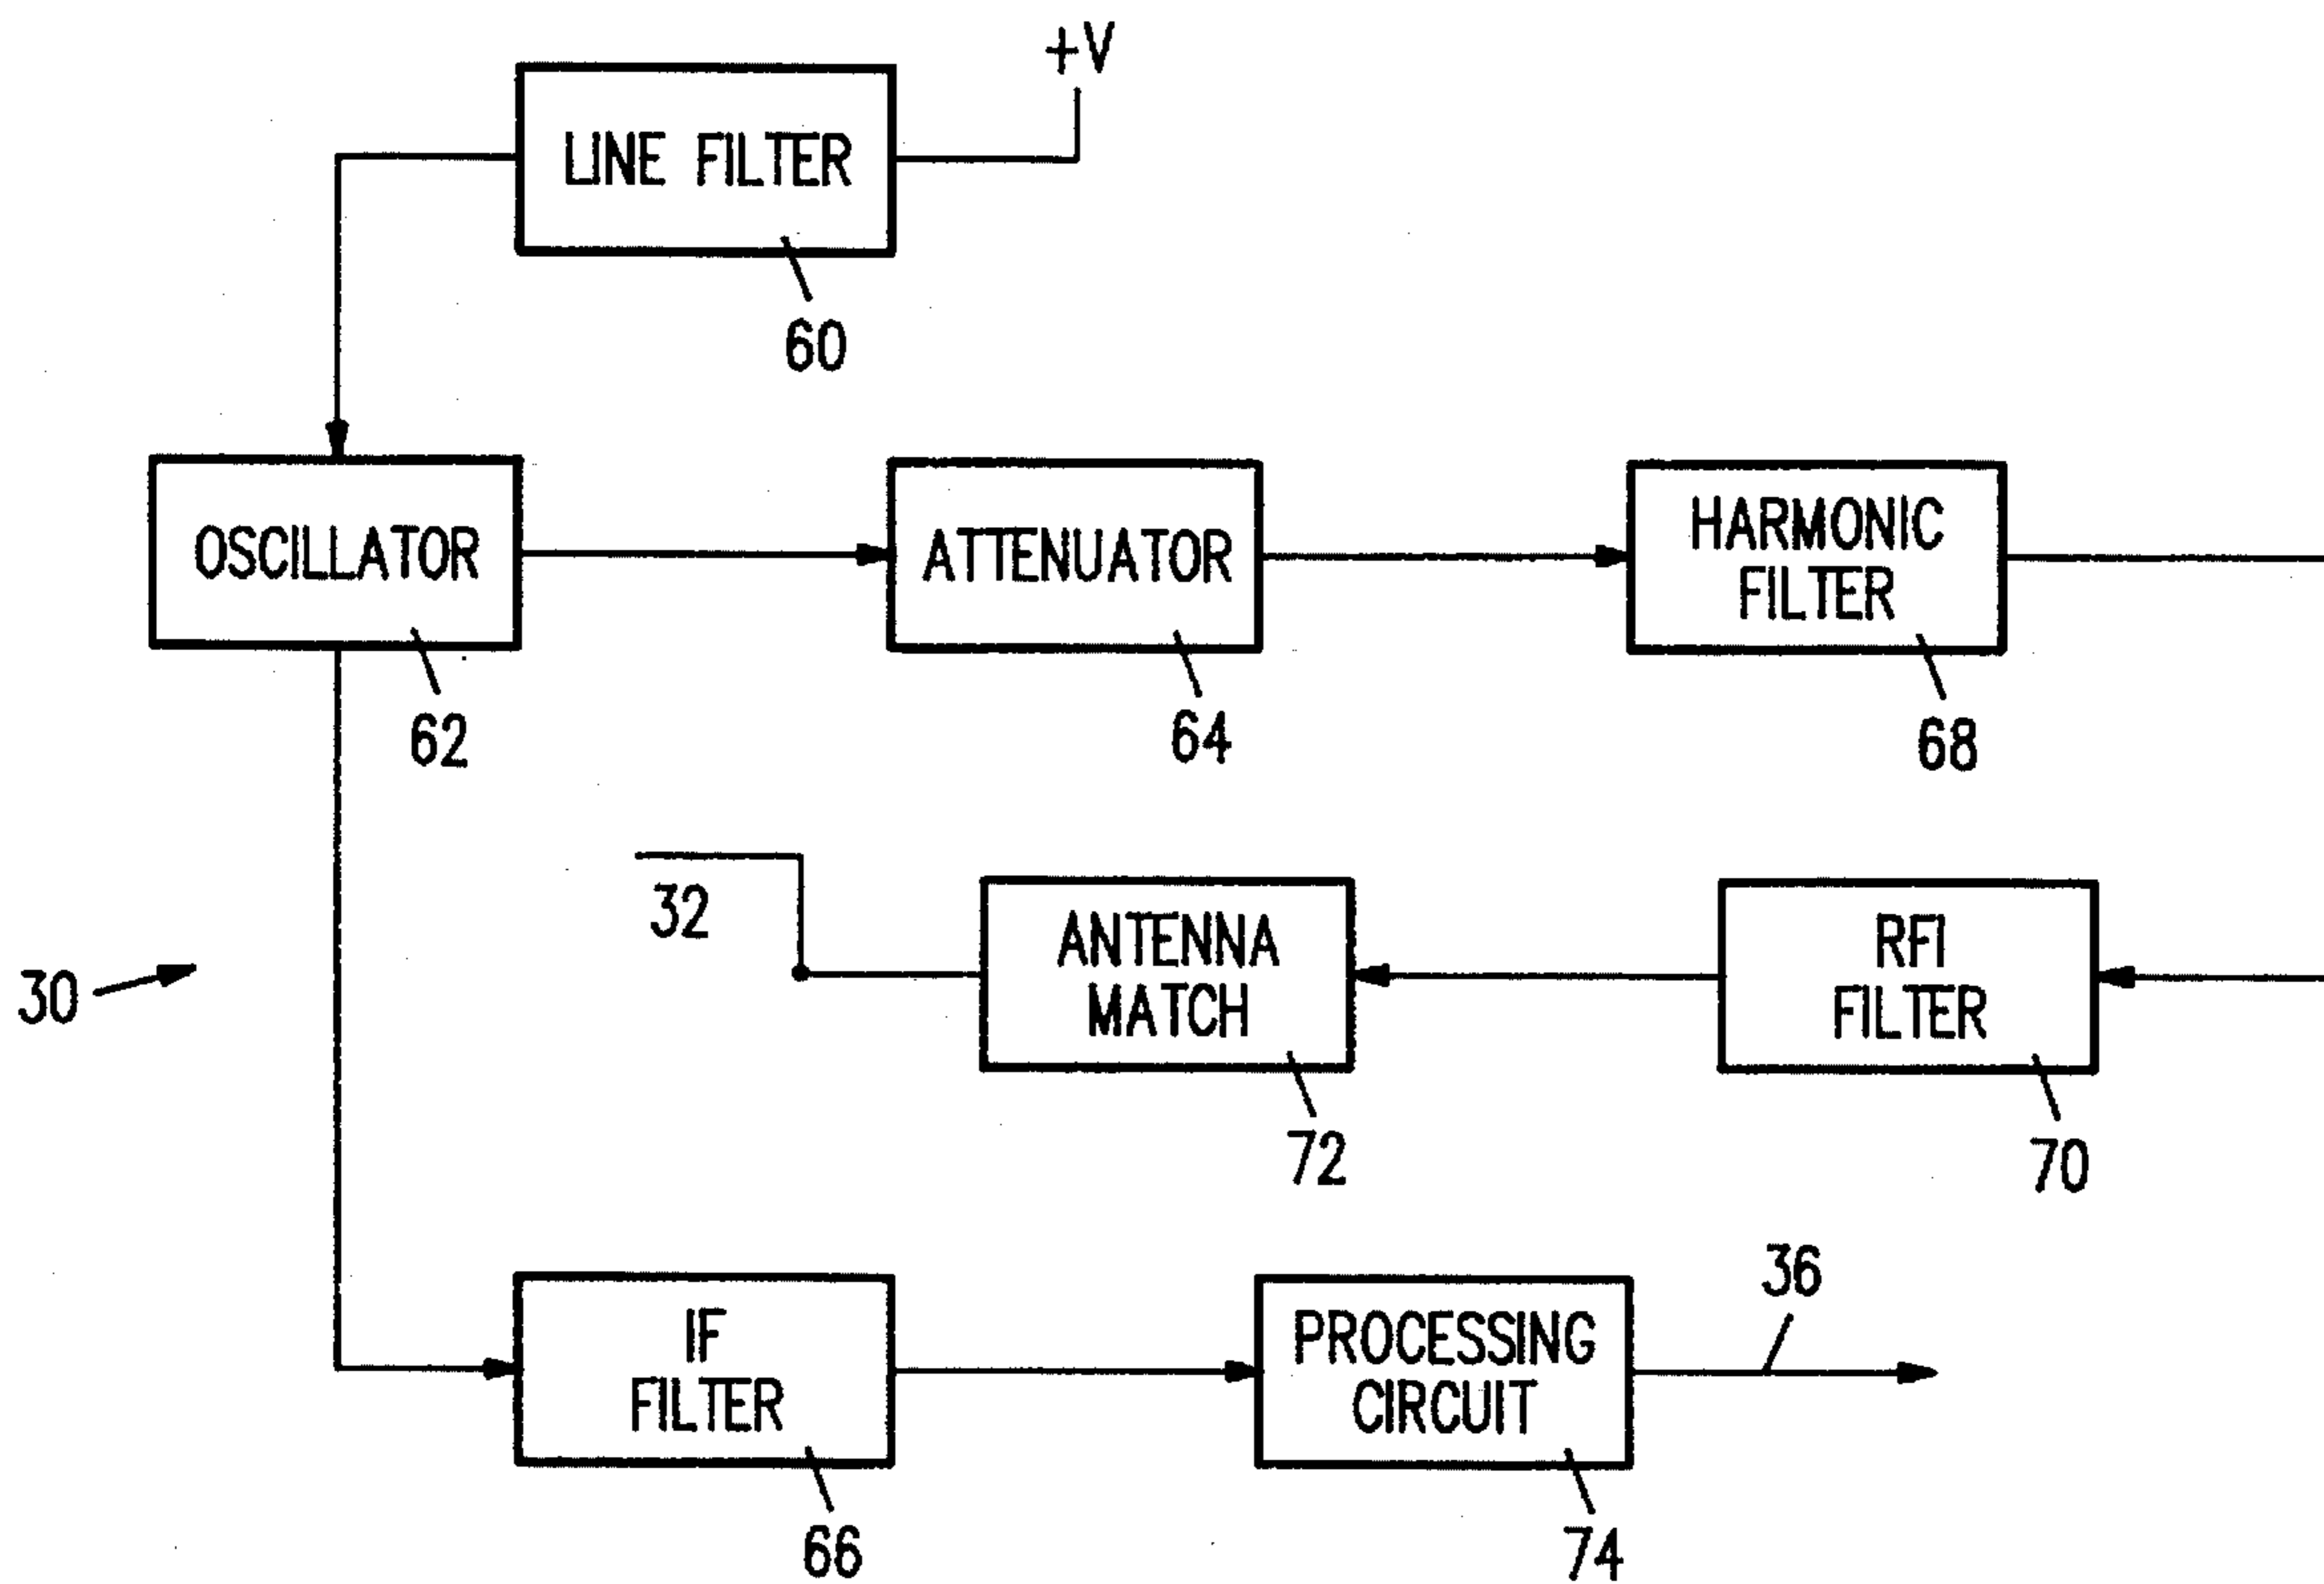 +V
LINE FILTER
60
OSCILLATOR
62
ATTENUATOR
64
HARMONIC
FILTER
68
32
ANTENNA
MATCH
72
RFI
FILTER
70
30
IF
FILTER
66
PROCESSING
CIRCUIT
74
36